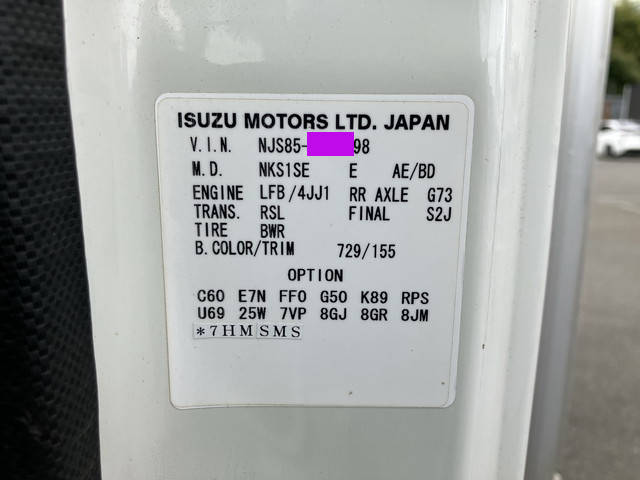 ISUZU MOTORS LTD. JAPAN
V.I.N. NJS85- 98
M.D. NKS1SE E AE/BD
ENGINE LFB/4JJ1 RR AXLE G73
TRANS. RSL FINAL S2J
TIRE BWR
B.COLOR/TRIM 729/155
OPTION
C60 E7N FF0 G50 K89 RPS
U69 25W 7VP 8GJ 8GR 8JM
*7HMSMS